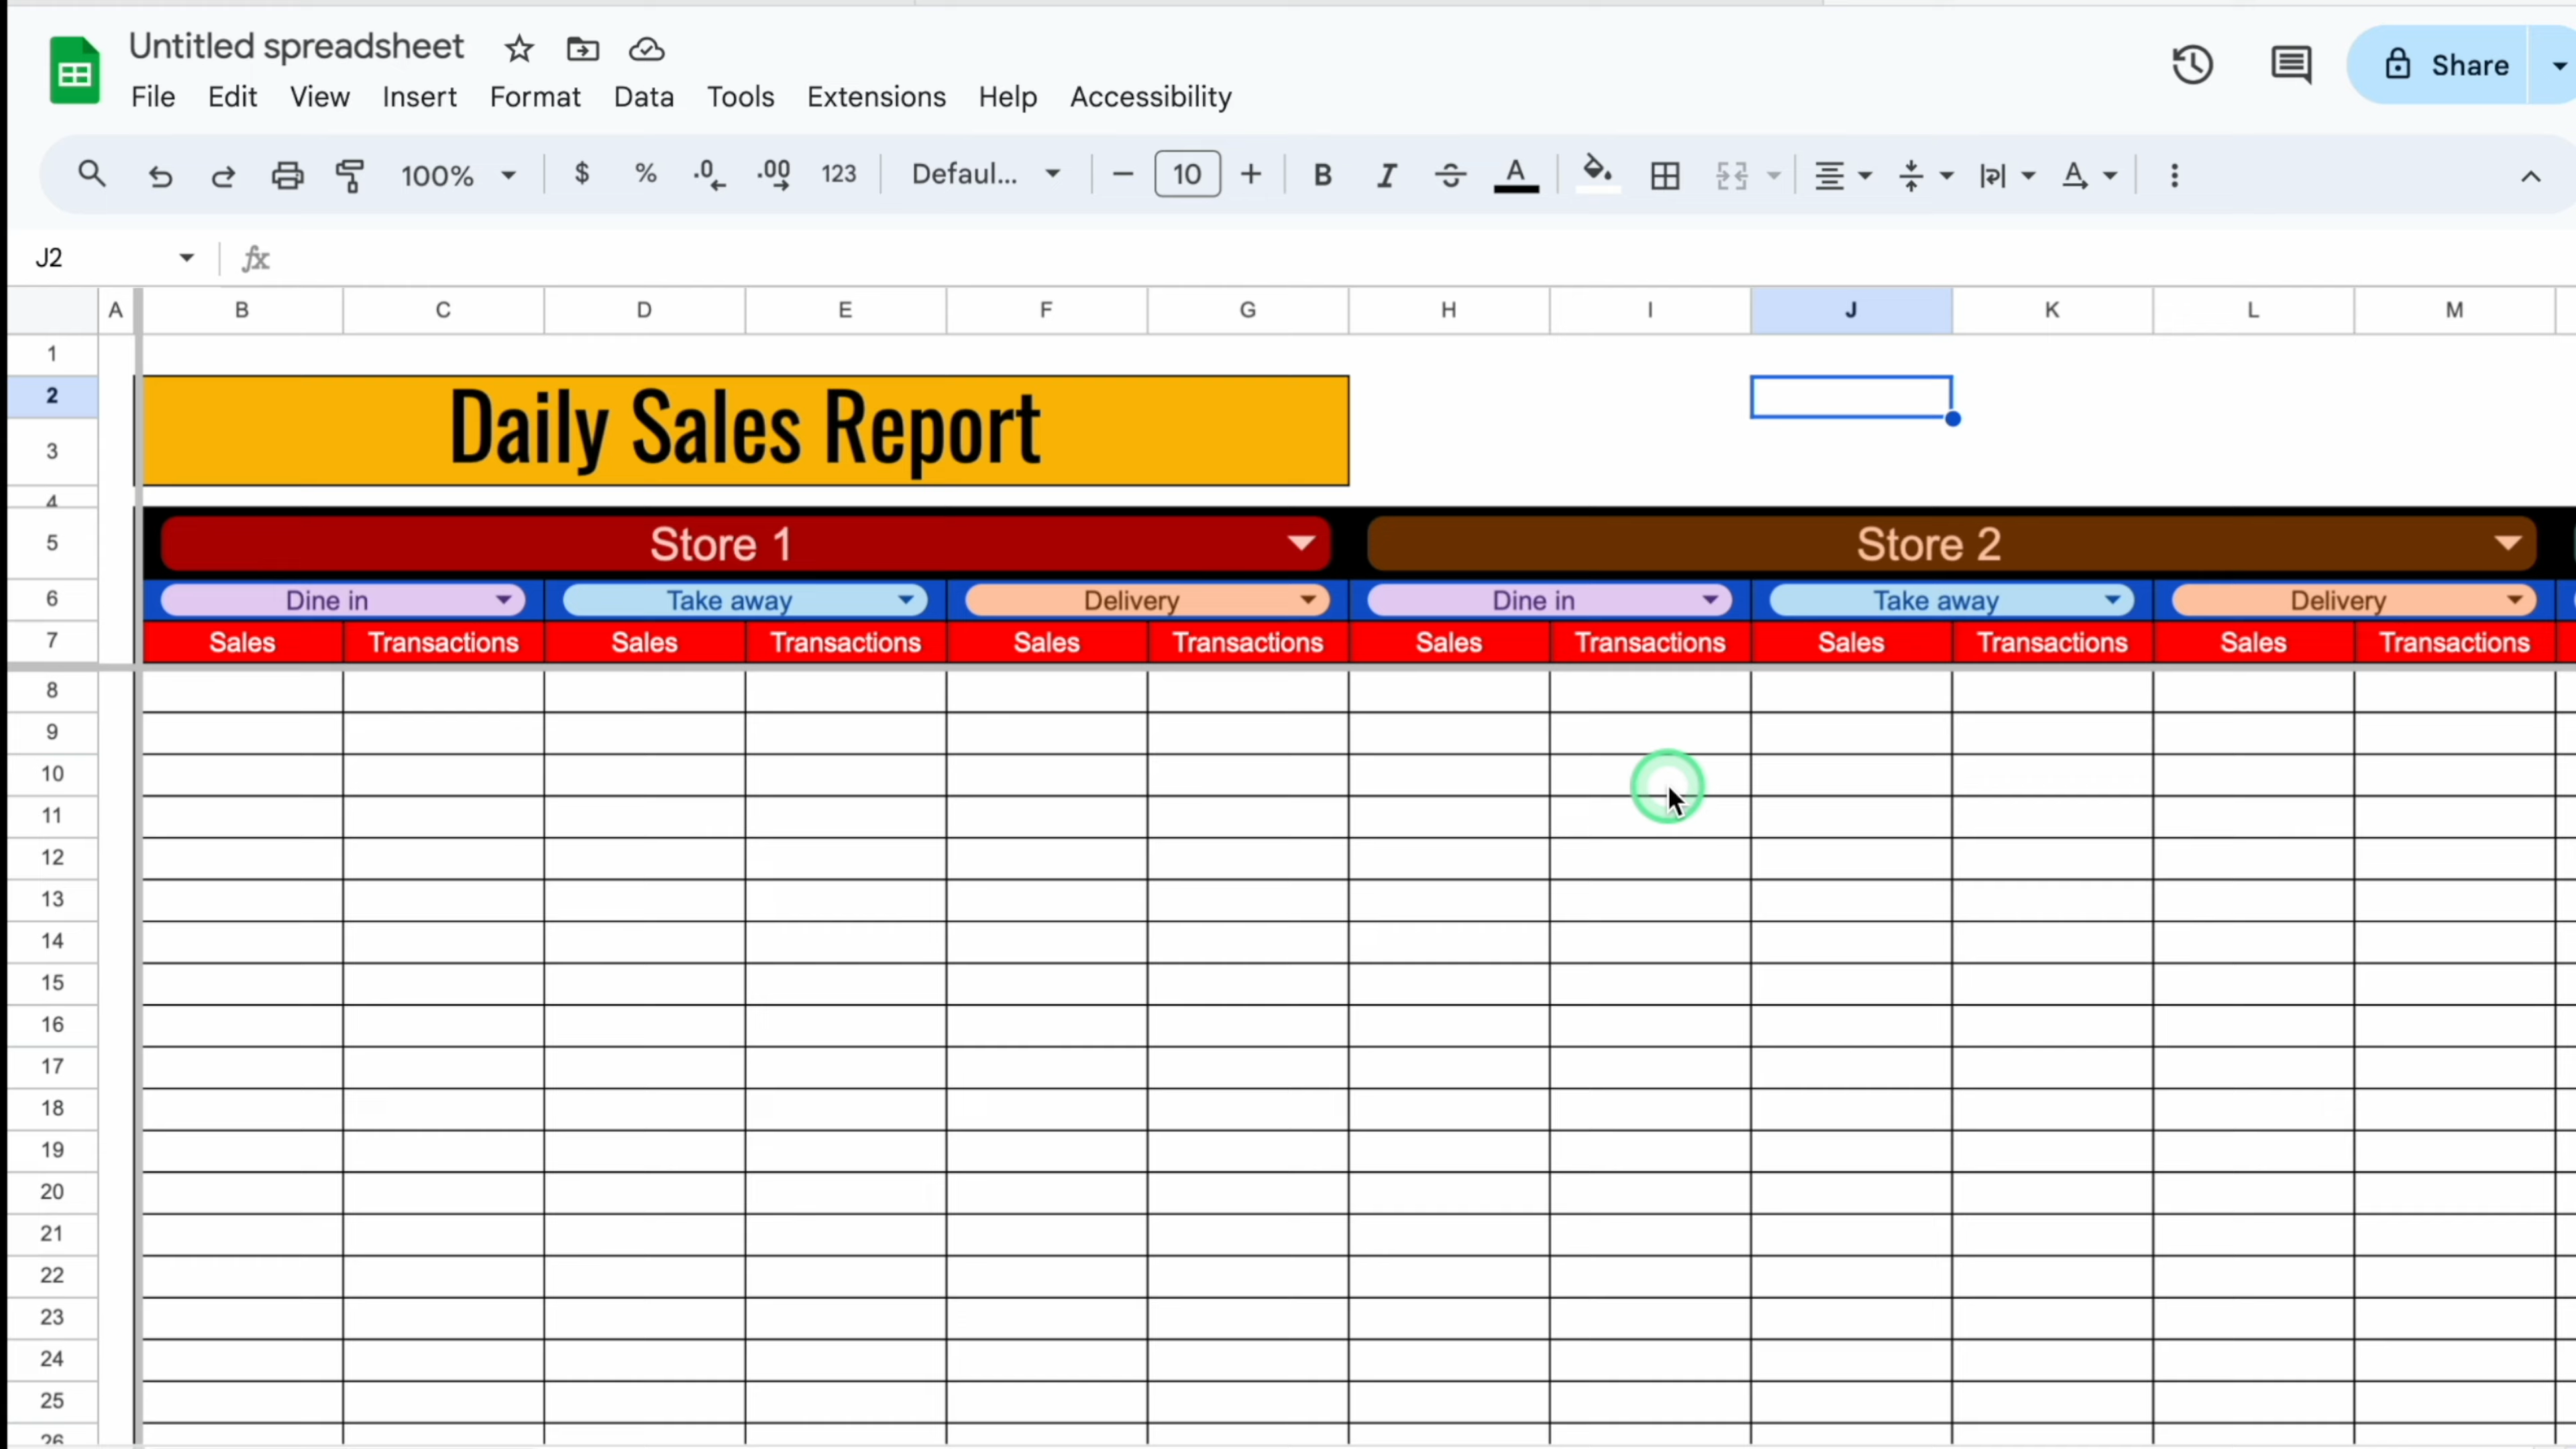 Untitled spreadsheet
File Edit View Insert Format Data Tools Extensions Help Accessibility
Share
100% $ % .0 .00 123 Defaul... 10 B I S A
J2 fx
A B C D E F G H I J K L M
1
2
Daily Sales Report
3
4
5 Store 1 Store 2
6 Dine in Take away Delivery Dine in Take away Delivery
7 Sales Transactions Sales Transactions Sales Transactions Sales Transactions Sales Transactions Sales Transactions
8
9
10
11
12
13
14
15
16
17
18
19
20
21
22
23
24
25
26